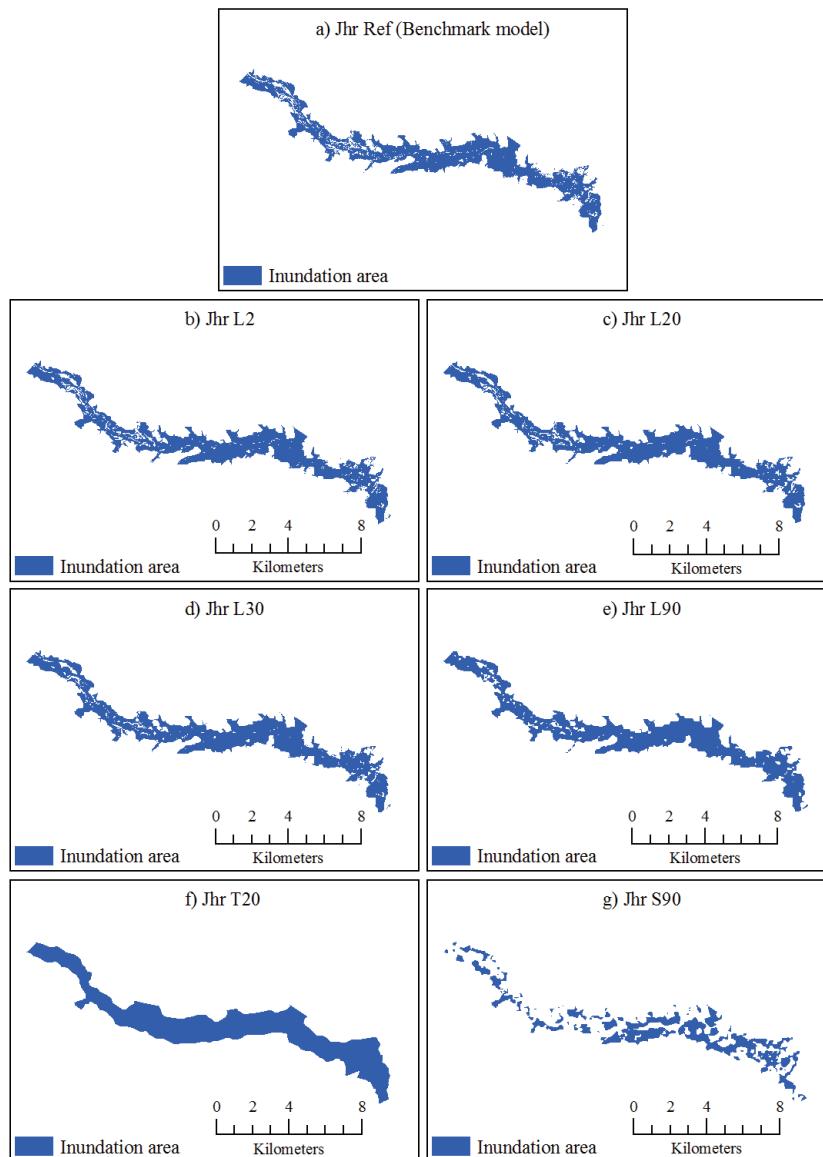 a) Jhr Ref (Benchmark model)
Inundation area
b) Jhr L2
0 2 4 8
Kilometers
Inundation area
c) Jhr L20
0 2 4 8
Kilometers
Inundation area
d) Jhr L30
0 2 4 8
Kilometers
Inundation area
e) Jhr L90
0 2 4 8
Kilometers
Inundation area
f) Jhr T20
0 2 4 8
Kilometers
Inundation area
g) Jhr S90
0 2 4 8
Kilometers
Inundation area